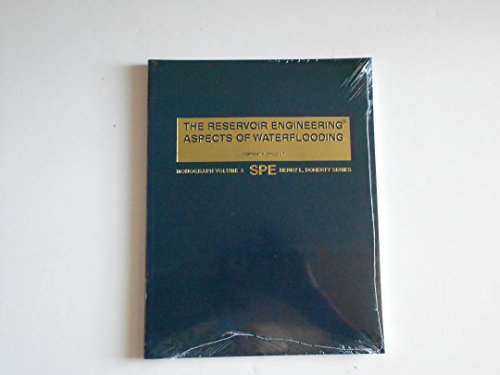 THE RESERVOIR ENGINEERING
ASPECTS OF WATERFLOODING
MONOGRAPH VOLUME 3 SPE HENRY L. DOHERTY SERIES